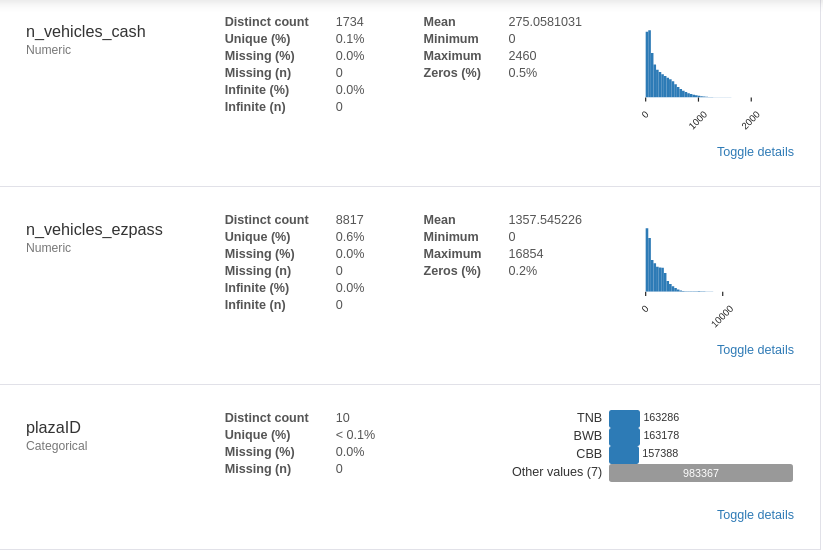 n_vehicles_cash
Numeric
Distinct count 1734
Unique (%) 0.1%
Missing (%) 0.0%
Missing (n) 0
Infinite (%) 0.0%
Infinite (n) 0
Mean 275.0581031
Minimum 0
Maximum 2460
Zeros (%) 0.5%
0 1000 2000
Toggle details
n_vehicles_ezpass
Numeric
Distinct count 8817
Unique (%) 0.6%
Missing (%) 0.0%
Missing (n) 0
Infinite (%) 0.0%
Infinite (n) 0
Mean 1357.545226
Minimum 0
Maximum 16854
Zeros (%) 0.2%
0 10000
Toggle details
plazaID
Categorical
Distinct count 10
Unique (%) < 0.1%
Missing (%) 0.0%
Missing (n) 0
TNB 163286
BWB 163178
CBB 157388
Other values (7) 983367
Toggle details